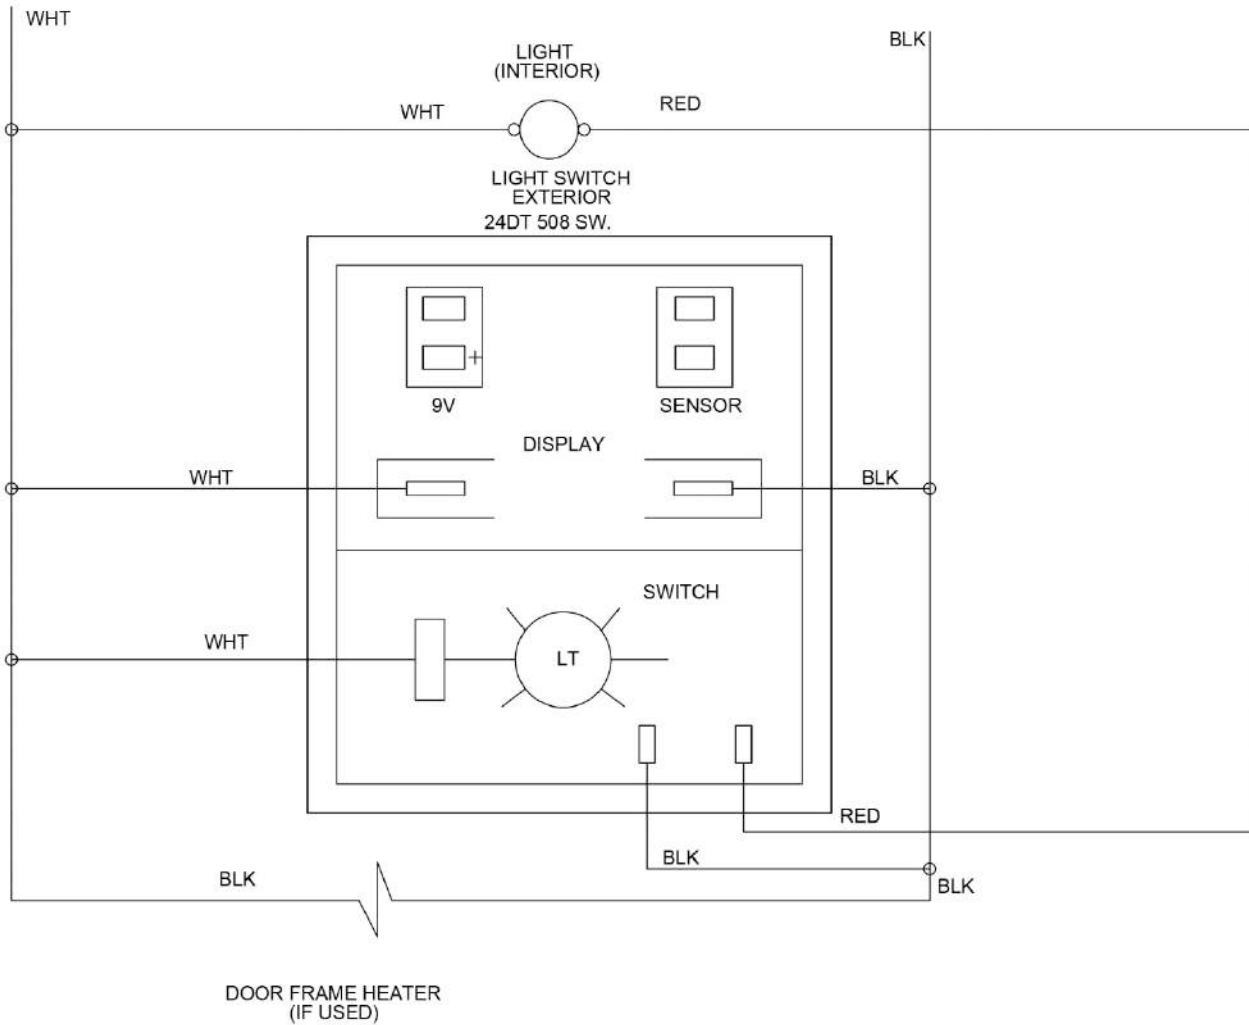 WHT
BLK
LIGHT
(INTERIOR)
WHT
RED
LIGHT SWITCH
EXTERIOR
24DT 508 SW.
+
9V
SENSOR
DISPLAY
WHT
BLK
SWITCH
WHT
LT
RED
BLK
BLK
BLK
DOOR FRAME HEATER
(IF USED)